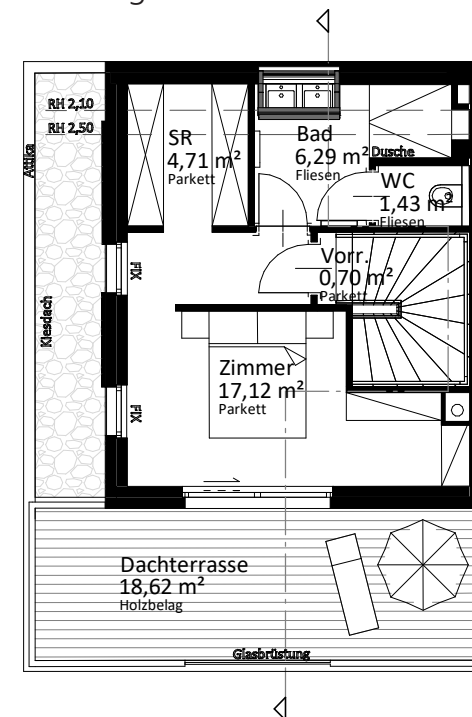 RH 2,10
RH 2,50
Attika
SR
4,71 m²
Parkett
Bad
6,29 m²
Fliesen
Dusche
WC
1,43 m²
Fliesen
Vorr.
0,70 m²
Parkett
FIX
Kiesdach
Zimmer
17,12 m²
Parkett
FIX
Dachterrasse
18,62 m²
Holzbelag
Glasbrüstung